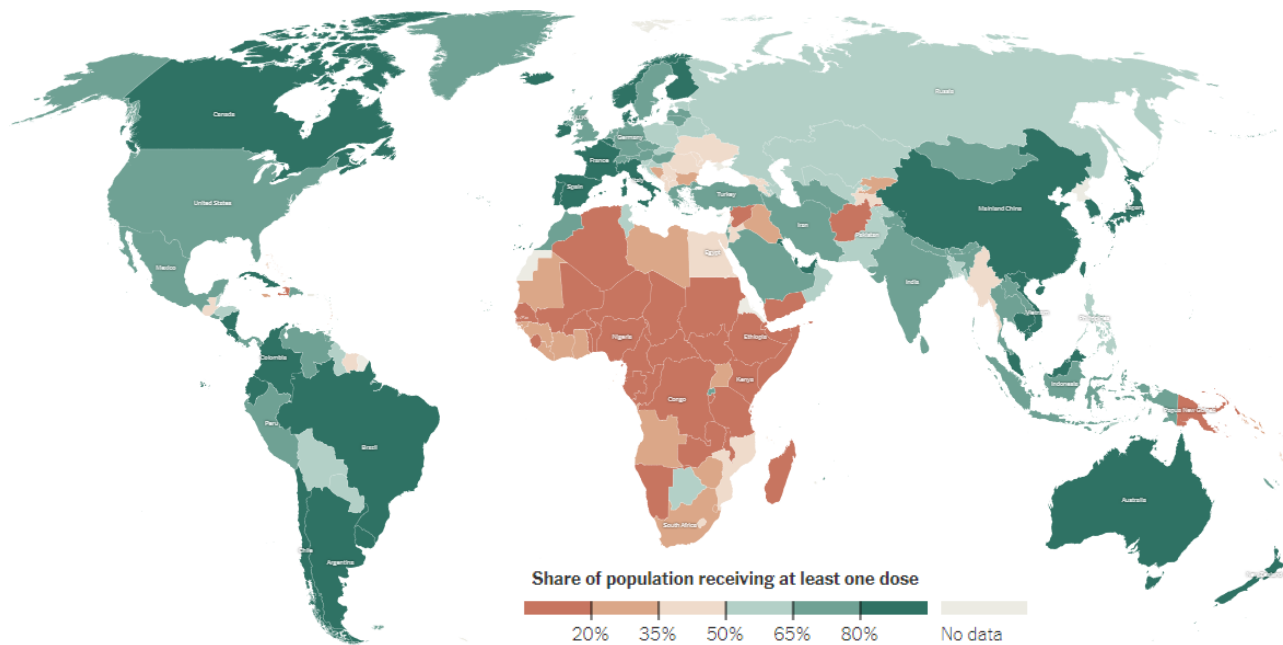 Canada
Russia
Germany
France
Spain
Italy
United States
Turkey
Mainland China
Japan
Iran
Pakistan
Mexico
Egypt
India
Vietnam
Nigeria
Ethiopia
Colombia
Kenya
Congo
Indonesia
Papua New Guinea
Peru
Brazil
Australia
South Africa
Chile
Argentina
Share of population receiving at least one dose
20% 35% 50% 65% 80% No data